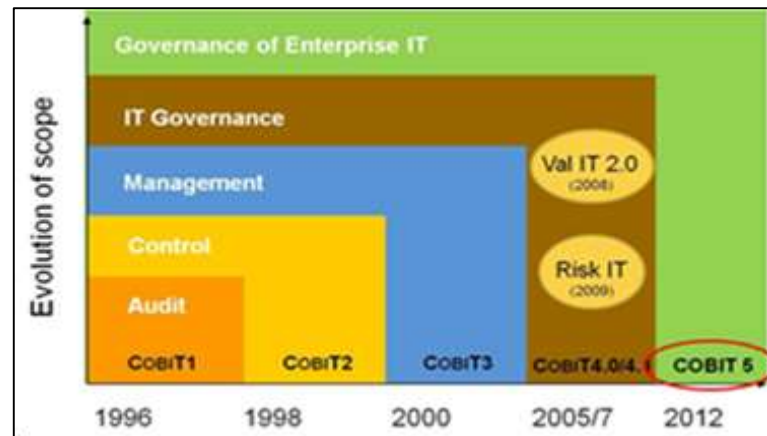 Governance of Enterprise IT
IT Governance
Val IT 2.0
(2008)
Management
Control
Risk IT
(2009)
Audit
COBIT1
COBIT2
COBIT3
COBIT4.0/4.1
COBIT 5
1996
1998
2000
2005/7
2012
Evolution of scope